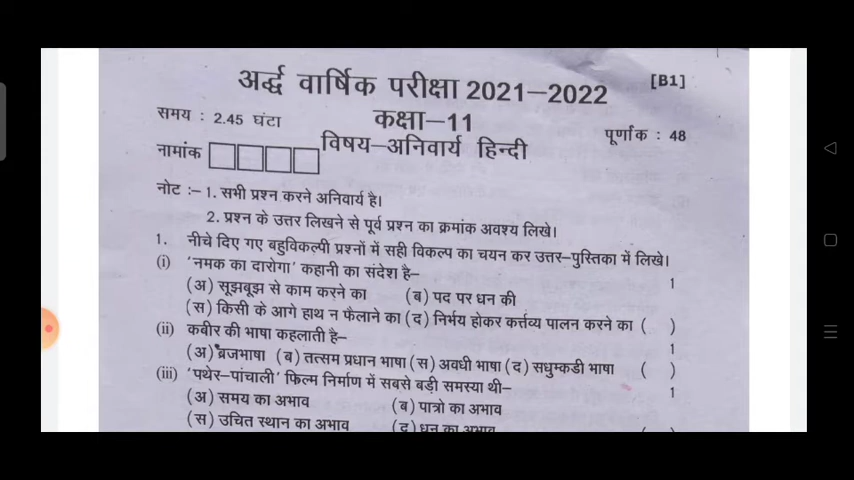 अर्द्ध वार्षिक परीक्षा 2021–2022 [B1]
कक्षा–11
समय : 2.45 घंटा
पूर्णांक : 48
विषय–अनिवार्य हिन्दी
नामांक
नोट :– 1. सभी प्रश्न करने अनिवार्य है।
2. प्रश्न के उत्तर लिखने से पूर्व प्रश्न का क्रमांक अवश्य लिखे।
1. नीचे दिए गए बहुविकल्पी प्रश्नों में सही विकल्प का चयन कर उत्तर–पुस्तिका में लिखे।
(i) 'नमक का दारोगा' कहानी का संदेश है– 1
(अ) सूझबूझ से काम करने का (ब) पद पर धन की
(स) किसी के आगे हाथ न फैलाने का (द) निर्भय होकर कर्त्तव्य पालन करने का ( )
(ii) कबीर की भाषा कहलाती है– 1
(अ) ब्रजभाषा (ब) तत्सम प्रधान भाषा (स) अवधी भाषा (द) सधुमकडी भाषा ( )
(iii) 'पथेर–पांचाली' फिल्म निर्माण में सबसे बड़ी समस्या थी– 1
(अ) समय का अभाव (ब) पात्रो का अभाव
(स) उचित स्थान का अभाव (द) धन का अभाव